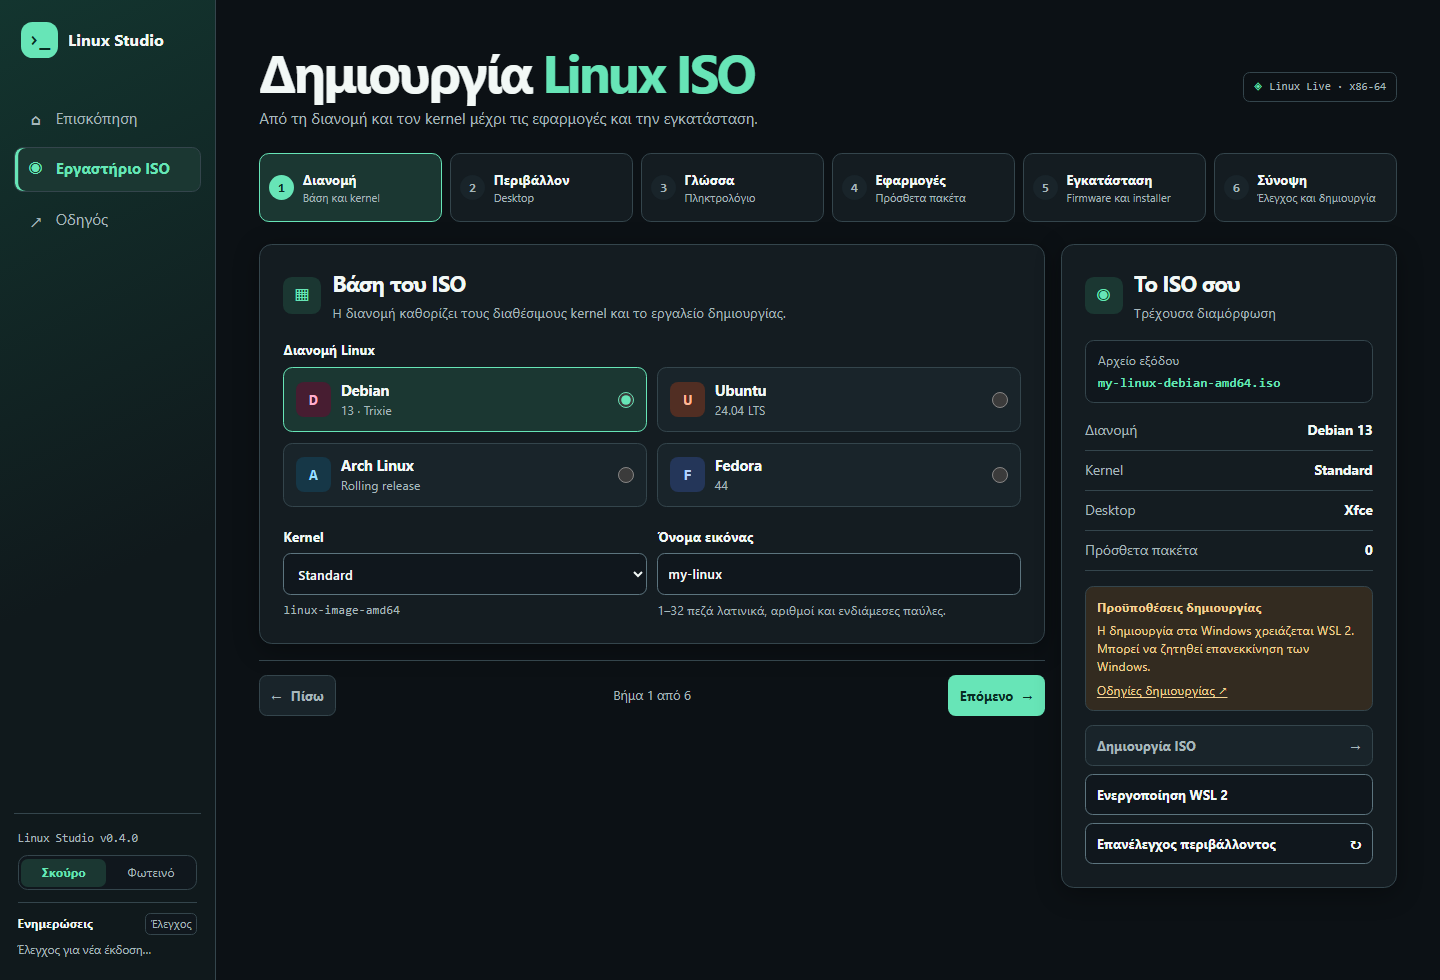 Linux Studio
Επισκόπηση
Εργαστήριο ISO
Οδηγός
Linux Studio v0.4.0
Σκούρο
Φωτεινό
Ενημερώσεις
Έλεγχος
Έλεγχος για νέα έκδοση...
Δημιουργία Linux ISO
Από τη διανομή και τον kernel μέχρι τις εφαρμογές και την εγκατάσταση.
Linux Live · x86-64
1
Διανομή
Βάση και kernel
2
Περιβάλλον
Desktop
3
Γλώσσα
Πληκτρολόγιο
4
Εφαρμογές
Πρόσθετα πακέτα
5
Εγκατάσταση
Firmware και installer
6
Σύνοψη
Έλεγχος και δημιουργία
Βάση του ISO
Η διανομή καθορίζει τους διαθέσιμους kernel και το εργαλείο δημιουργίας.
Διανομή Linux
D
Debian
13 · Trixie
U
Ubuntu
24.04 LTS
A
Arch Linux
Rolling release
F
Fedora
44
Kernel
Standard
linux-image-amd64
Όνομα εικόνας
my-linux
1–32 πεζά λατινικά, αριθμοί και ενδιάμεσες παύλες.
← Πίσω
Βήμα 1 από 6
Επόμενο →
Το ISO σου
Τρέχουσα διαμόρφωση
Αρχείο εξόδου
my-linux-debian-amd64.iso
Διανομή Debian 13
Kernel Standard
Desktop Xfce
Πρόσθετα πακέτα 0
Προϋποθέσεις δημιουργίας
Η δημιουργία στα Windows χρειάζεται WSL 2.
Μπορεί να ζητηθεί επανεκκίνηση των
Windows.
Οδηγίες δημιουργίας ↗
Δημιουργία ISO →
Ενεργοποίηση WSL 2
Επανέλεγχος περιβάλλοντος ↻